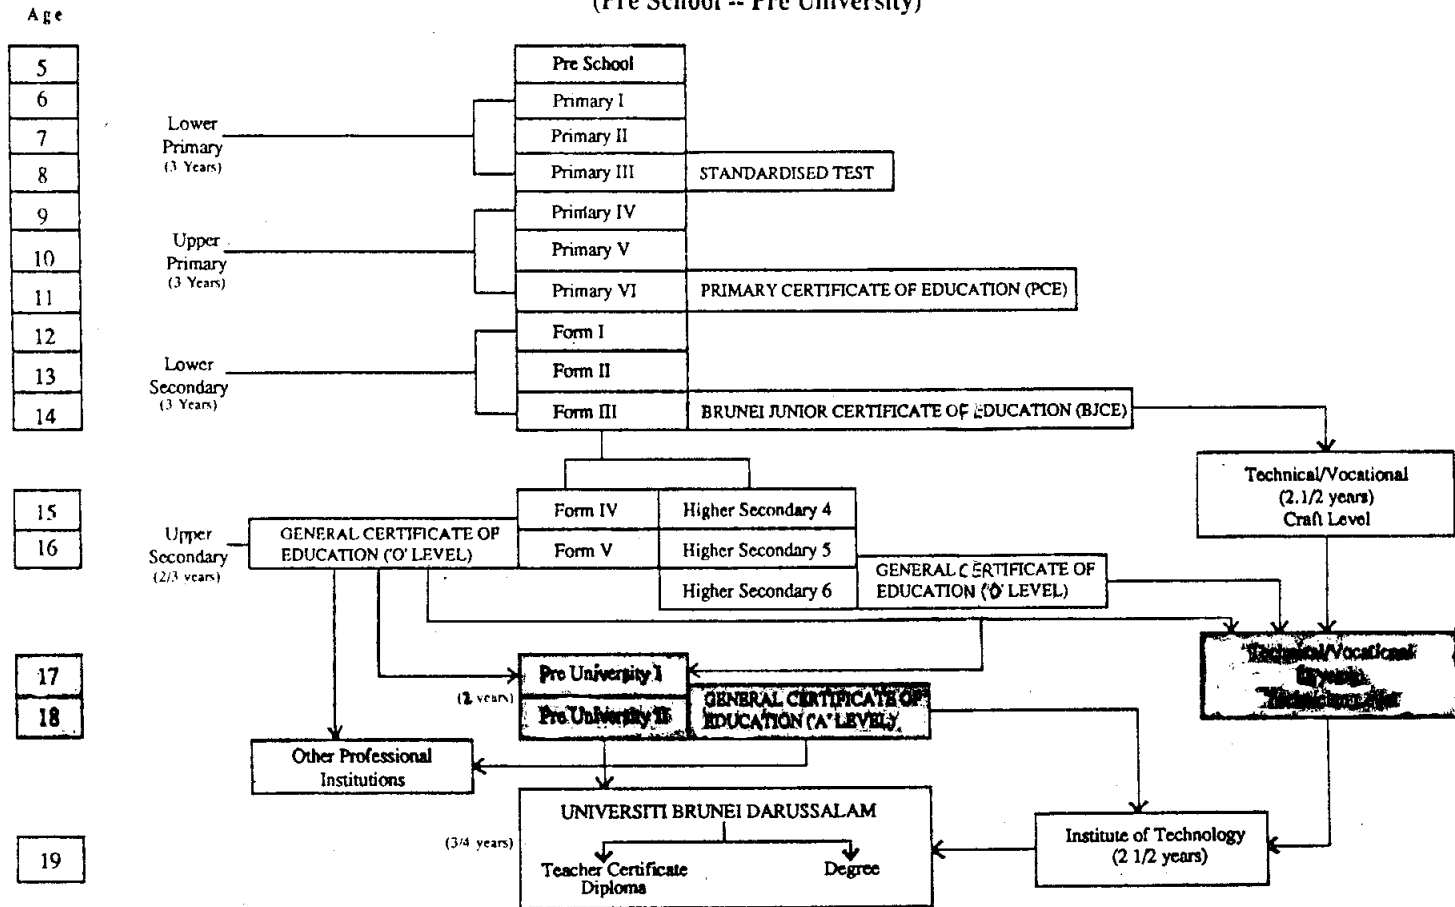 (Pre School -- Pre University)
Age
5
Pre School
6
Primary I
Lower
Primary
(3 Years)
7
Primary II
8
Primary III
STANDARDISED TEST
9
Primary IV
Upper
Primary
(3 Years)
10
Primary V
11
Primary VI
PRIMARY CERTIFICATE OF EDUCATION (PCE)
12
Form I
Lower
Secondary
(3 Years)
13
Form II
14
Form III
BRUNEI JUNIOR CERTIFICATE OF EDUCATION (BJCE)
Technical/Vocational
(2.1/2 years)
Craft Level
15
Form IV
Higher Secondary 4
Upper
Secondary
(2/3 years)
16
GENERAL CERTIFICATE OF
EDUCATION ('O' LEVEL)
Form V
Higher Secondary 5
Higher Secondary 6
GENERAL CERTIFICATE OF
EDUCATION ('O' LEVEL)
17
Pre University I
Technical/Vocational
(2 years)
18
Pre University II
GENERAL CERTIFICATE OF
EDUCATION ('A' LEVEL)
Other Professional
Institutions
UNIVERSITI BRUNEI DARUSSALAM
(3/4 years)
Teacher Certificate
Diploma
Degree
Institute of Technology
(2 1/2 years)
19